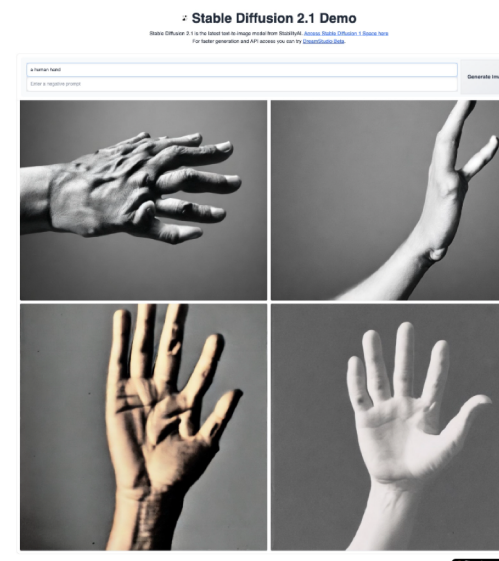 Stable Diffusion 2.1 Demo
Stable Diffusion 2.1 is the latest text-to-image model from StabilityAI. Access Stable Diffusion 1 Space here
For faster generation and API access you can try DreamStudio Beta.
a human hand
Enter a negative prompt
Generate im